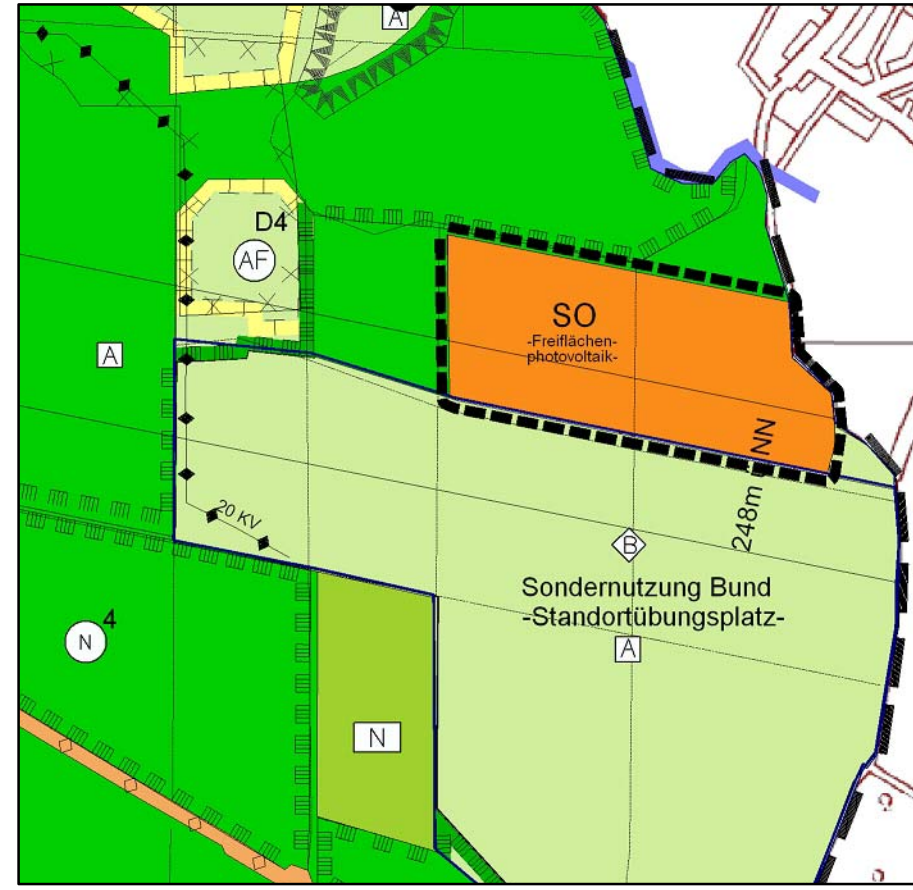 A
D4
AF
SO
-Freiflächen-
photovoltaik-
A
248m ü NN
20 KV
B
Sondernutzung Bund
-Standortübungsplatz-
A
4
N
N